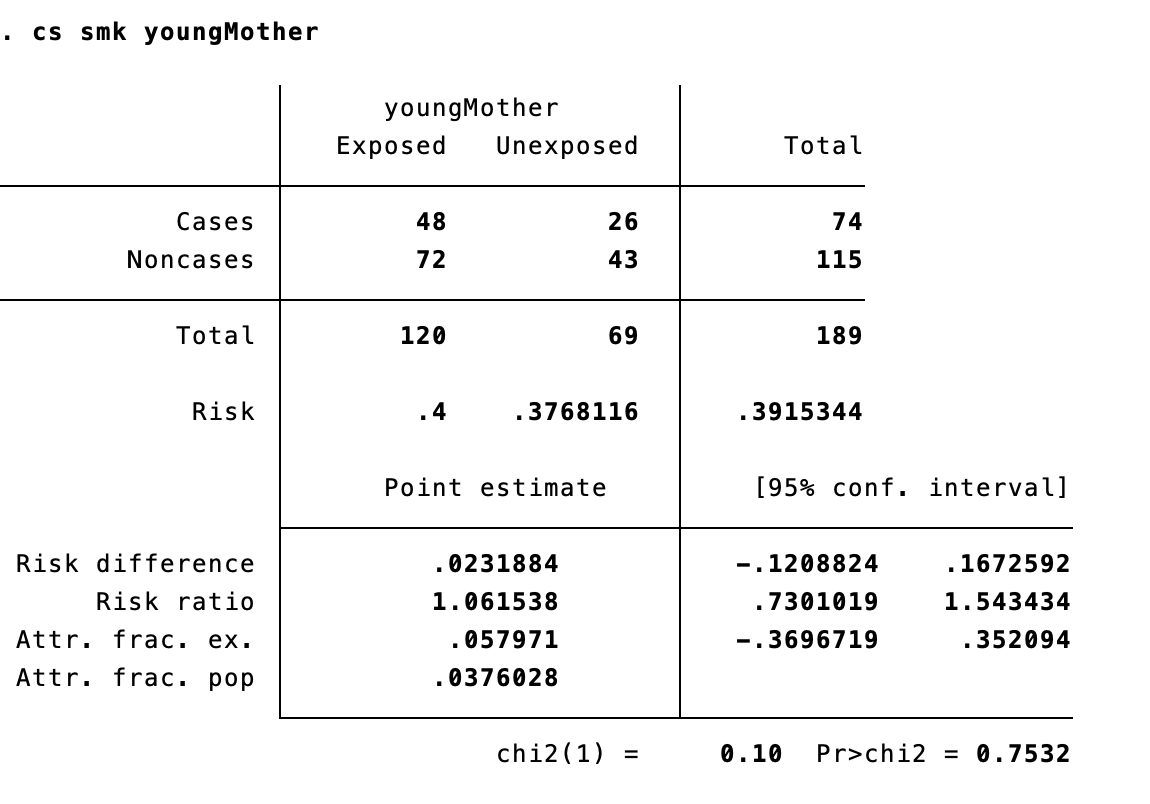 . cs smk youngMother
youngMother
Exposed Unexposed Total
Cases 48 26 74
Noncases 72 43 115
Total 120 69 189
Risk .4 .3768116 .3915344
Point estimate [95% conf. interval]
Risk difference .0231884 -.1208824 .1672592
Risk ratio 1.061538 .7301019 1.543434
Attr. frac. ex. .057971 -.3696719 .352094
Attr. frac. pop .0376028
chi2(1) = 0.10 Pr>chi2 = 0.7532